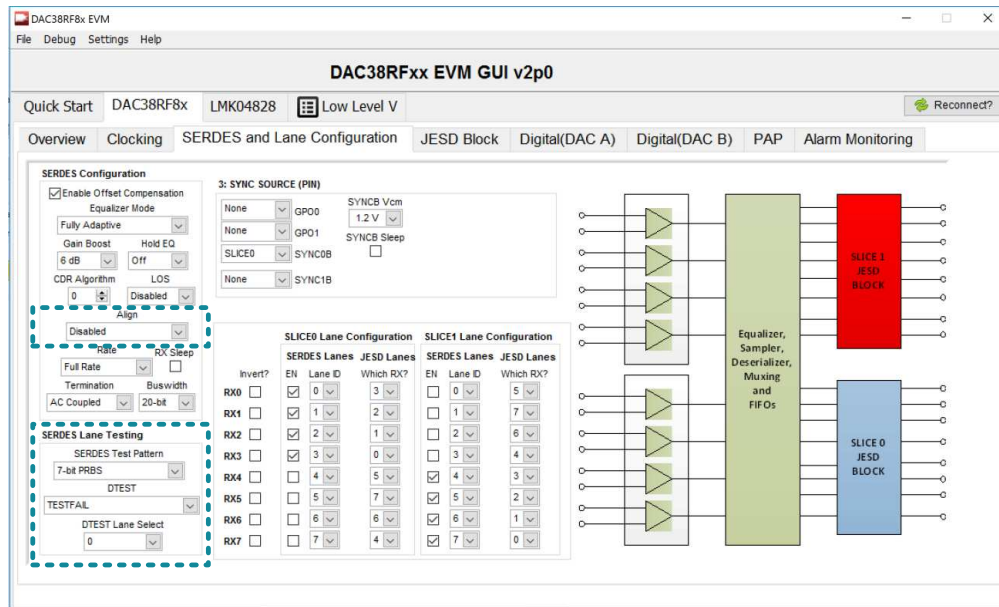 DAC38RF8x EVM
File Debug Settings Help
DAC38RFxx EVM GUI v2p0
Quick Start DAC38RF8x LMK04828 Low Level V Reconnect?
Overview Clocking SERDES and Lane Configuration JESD Block Digital(DAC A) Digital(DAC B) PAP Alarm Monitoring
SERDES Configuration
Enable Offset Compensation
Equalizer Mode
Fully Adaptive
Gain Boost Hold EQ
6 dB Off
CDR Algorithm LOS
0 Disabled
Align
Disabled
Rate RX Sleep
Full Rate
Termination Buswidth
AC Coupled 20-bit
SERDES Lane Testing
SERDES Test Pattern
7-bit PRBS
DTEST
TESTFAIL
DTEST Lane Select
0
3: SYNC SOURCE (PIN)
None GPO0
None GPO1
SLICE0 SYNC0B
None SYNC1B
SYNCB Vcm
1.2 V
SYNCB Sleep
SLICE0 Lane Configuration SLICE1 Lane Configuration
SERDES Lanes JESD Lanes SERDES Lanes JESD Lanes
Invert? EN Lane ID Which RX? EN Lane ID Which RX?
RX0 0 3 0 5
RX1 1 2 1 7
RX2 2 1 2 6
RX3 3 0 3 4
RX4 4 5 4 3
RX5 5 7 5 2
RX6 6 6 6 1
RX7 7 4 7 0
Equalizer,
Sampler,
Deserializer,
Muxing
and
FIFOs
SLICE 1
JESD
BLOCK
SLICE 0
JESD
BLOCK